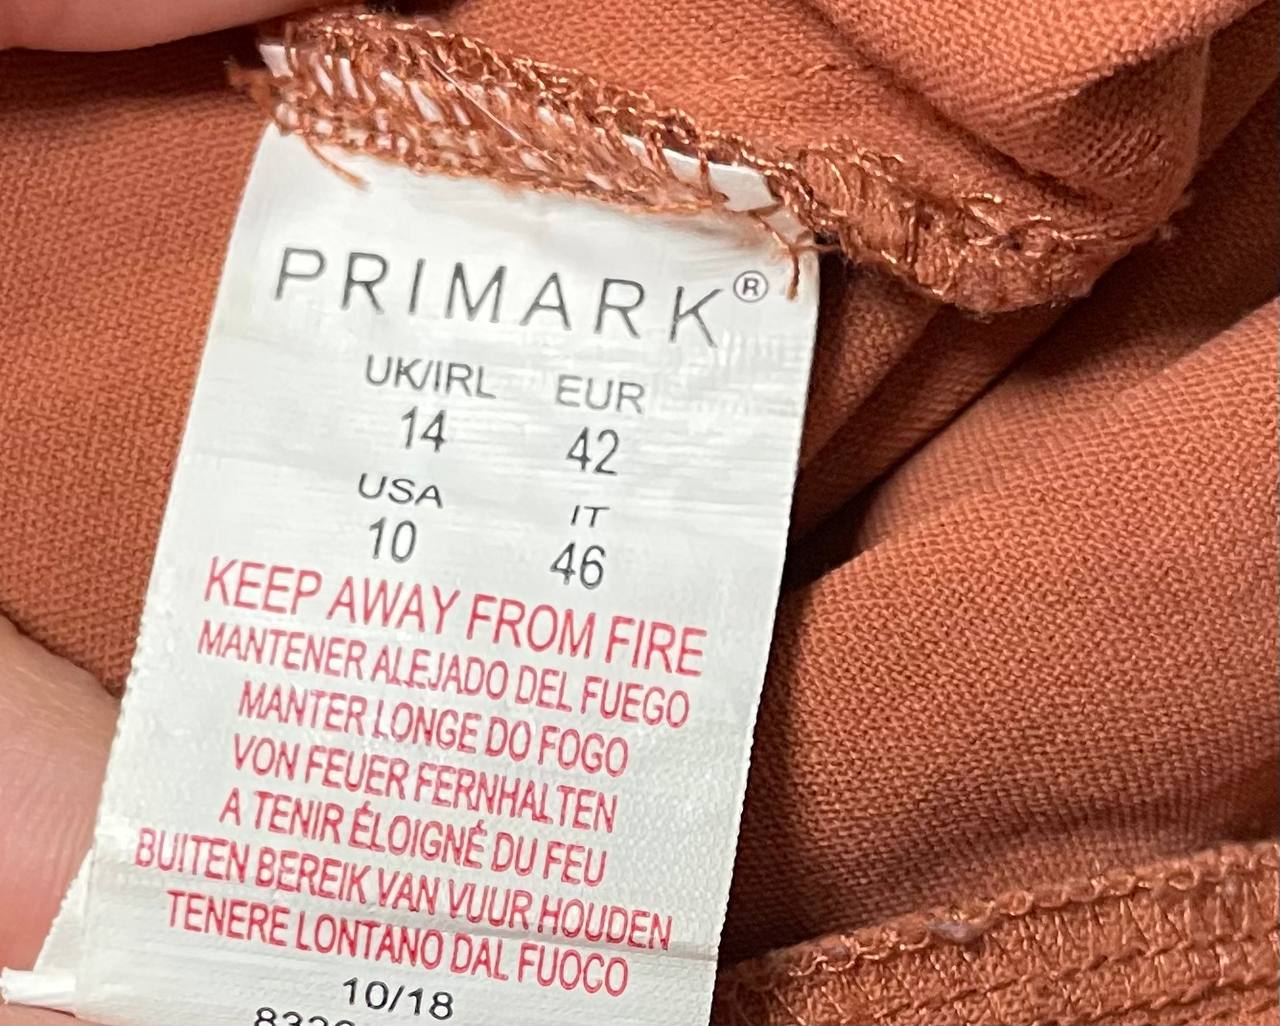 PRIMARK®
UK/IRL EUR
14 42
USA IT
10 46
KEEP AWAY FROM FIRE
MANTENER ALEJADO DEL FUEGO
MANTER LONGE DO FOGO
VON FEUER FERNHALTEN
A TENIR ÉLOIGNÉ DU FEU
BUITEN BEREIK VAN VUUR HOUDEN
TENERE LONTANO DAL FUOCO
10/18